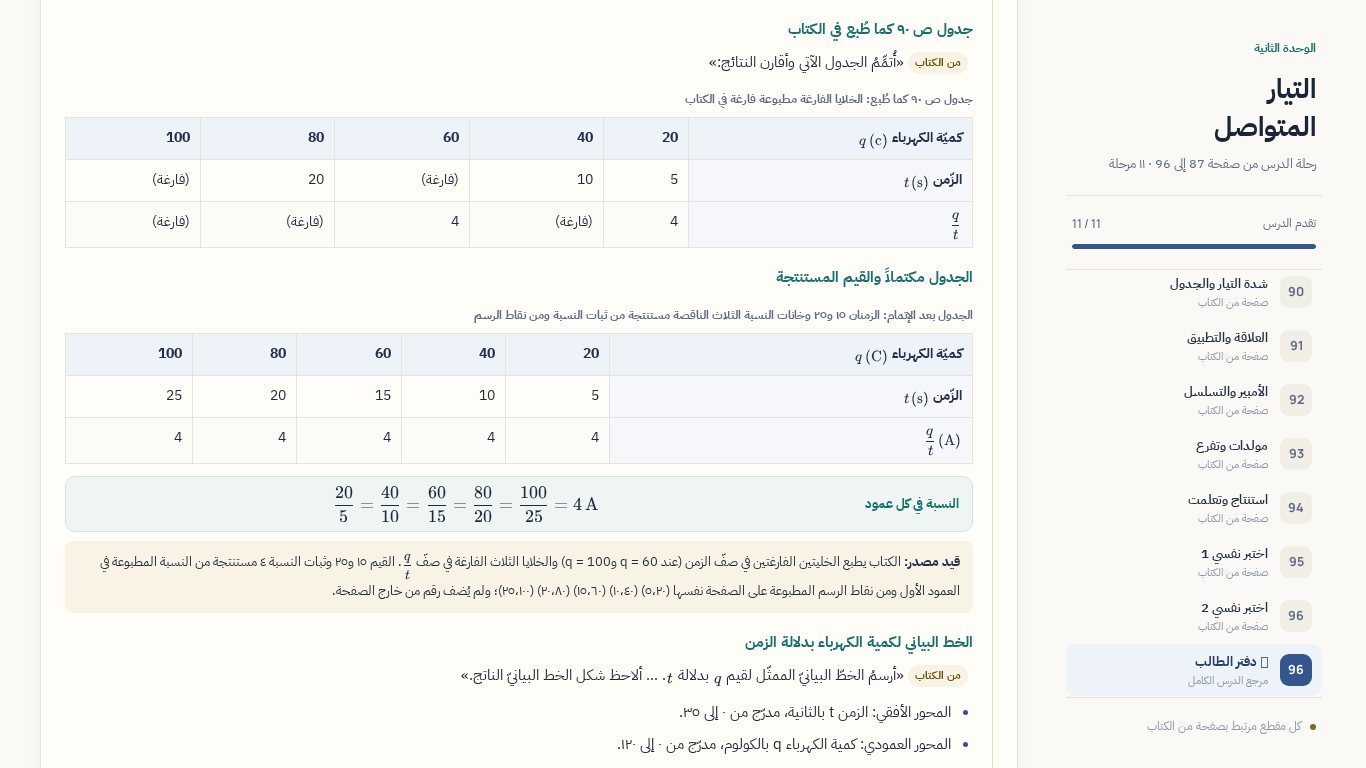 الوحدة الثانية
التيار
المتواصل
رحلة الدرس من صفحة 87 إلى 96 · ١١ مرحلة
تقدم الدرس
11 / 11
90 شدة التيار والجدول
صفحة من الكتاب
91 العلاقة والتطبيق
صفحة من الكتاب
92 الأمبير والتسلسل
صفحة من الكتاب
93 مولدات وتفرع
صفحة من الكتاب
94 استنتاج وتعلمت
صفحة من الكتاب
95 اختبر نفسي 1
صفحة من الكتاب
96 اختبر نفسي 2
صفحة من الكتاب
96 دفتر الطالب
مرجع الدرس الكامل
كل مقطع مرتبط بصفحة من الكتاب
جدول ص ٩٠ كما طُبع في الكتاب
من الكتاب «أُتمِّمُ الجدول الآتي وأقارن النتائج:»
جدول ص ٩٠ كما طُبع: الخلايا الفارغة مطبوعة فارغة في الكتاب
كميّة الكهرباء q (c) 20 40 60 80 100
الزّمن t (s) 5 10 (فارغة) 20 (فارغة)
q/t 4 (فارغة) 4 (فارغة) (فارغة)
الجدول مكتملاً والقيم المستنتجة
الجدول بعد الإتمام: الزمنان ١٥ و٢٥ وخانات النسبة الثلاث الناقصة مستنتجة من ثبات النسبة ومن نقاط الرسم
كميّة الكهرباء q (C) 20 40 60 80 100
الزّمن t (s) 5 10 15 20 25
q/t (A) 4 4 4 4 4
النسبة في كل عمود 20/5 = 40/10 = 60/15 = 80/20 = 100/25 = 4 A
قيد مصدر: الكتاب يطبع الخليتين الفارغتين في صفّ الزمن (عند q = 60 وq = 100) والخلايا الثلاث الفارغة في صفّ q/t. القيم ١٥ و٢٥ وثبات النسبة ٤ مستنتجة من النسبة المطبوعة في
العمود الأول ومن نقاط الرسم المطبوعة على الصفحة نفسها (٥،٢٠) (١٠،٤٠) (١٥،٦٠) (٢٠،٨٠) (٢٥،١٠٠)؛ ولم يُضف رقم من خارج الصفحة.
الخط البياني لكمية الكهرباء بدلالة الزمن
من الكتاب «أرسمُ الخطّ البيانيّ الممثّل لقيم q بدلالة t. … ألاحظ شكل الخط البيانيّ الناتج.»
• المحور الأفقي: الزمن t بالثانية، مدرّج من ٠ إلى ٣٥.
• المحور العمودي: كمية الكهرباء q بالكولوم، مدرّج من ٠ إلى ١٢٠.